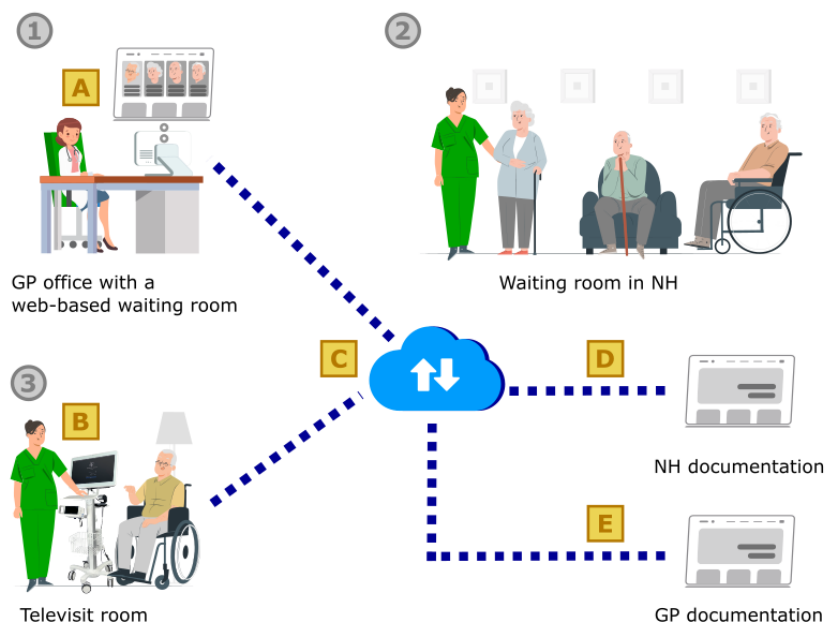 1
2
A
GP office with a
web-based waiting room
Waiting room in NH
C
D
3
B
NH documentation
E
Televisit room
GP documentation